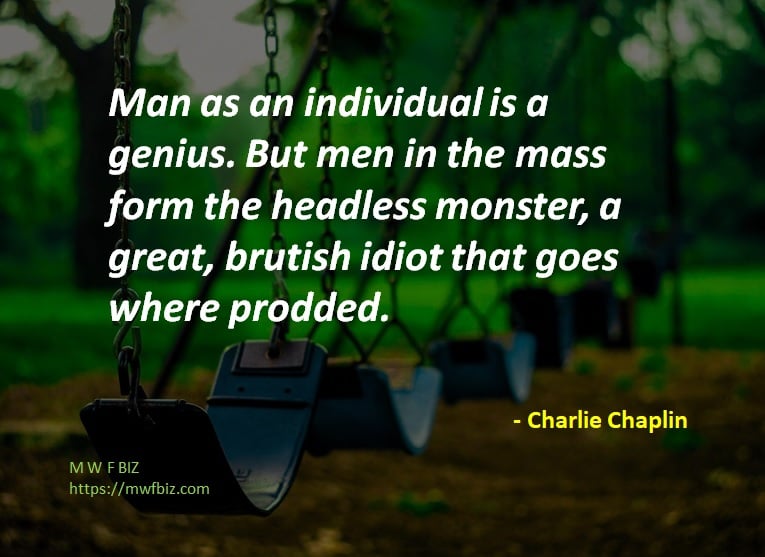 Man as an individual is a
genius. But men in the mass
form the headless monster, a
great, brutish idiot that goes
where prodded.
- Charlie Chaplin
M W F BIZ
https://mwfbiz.com